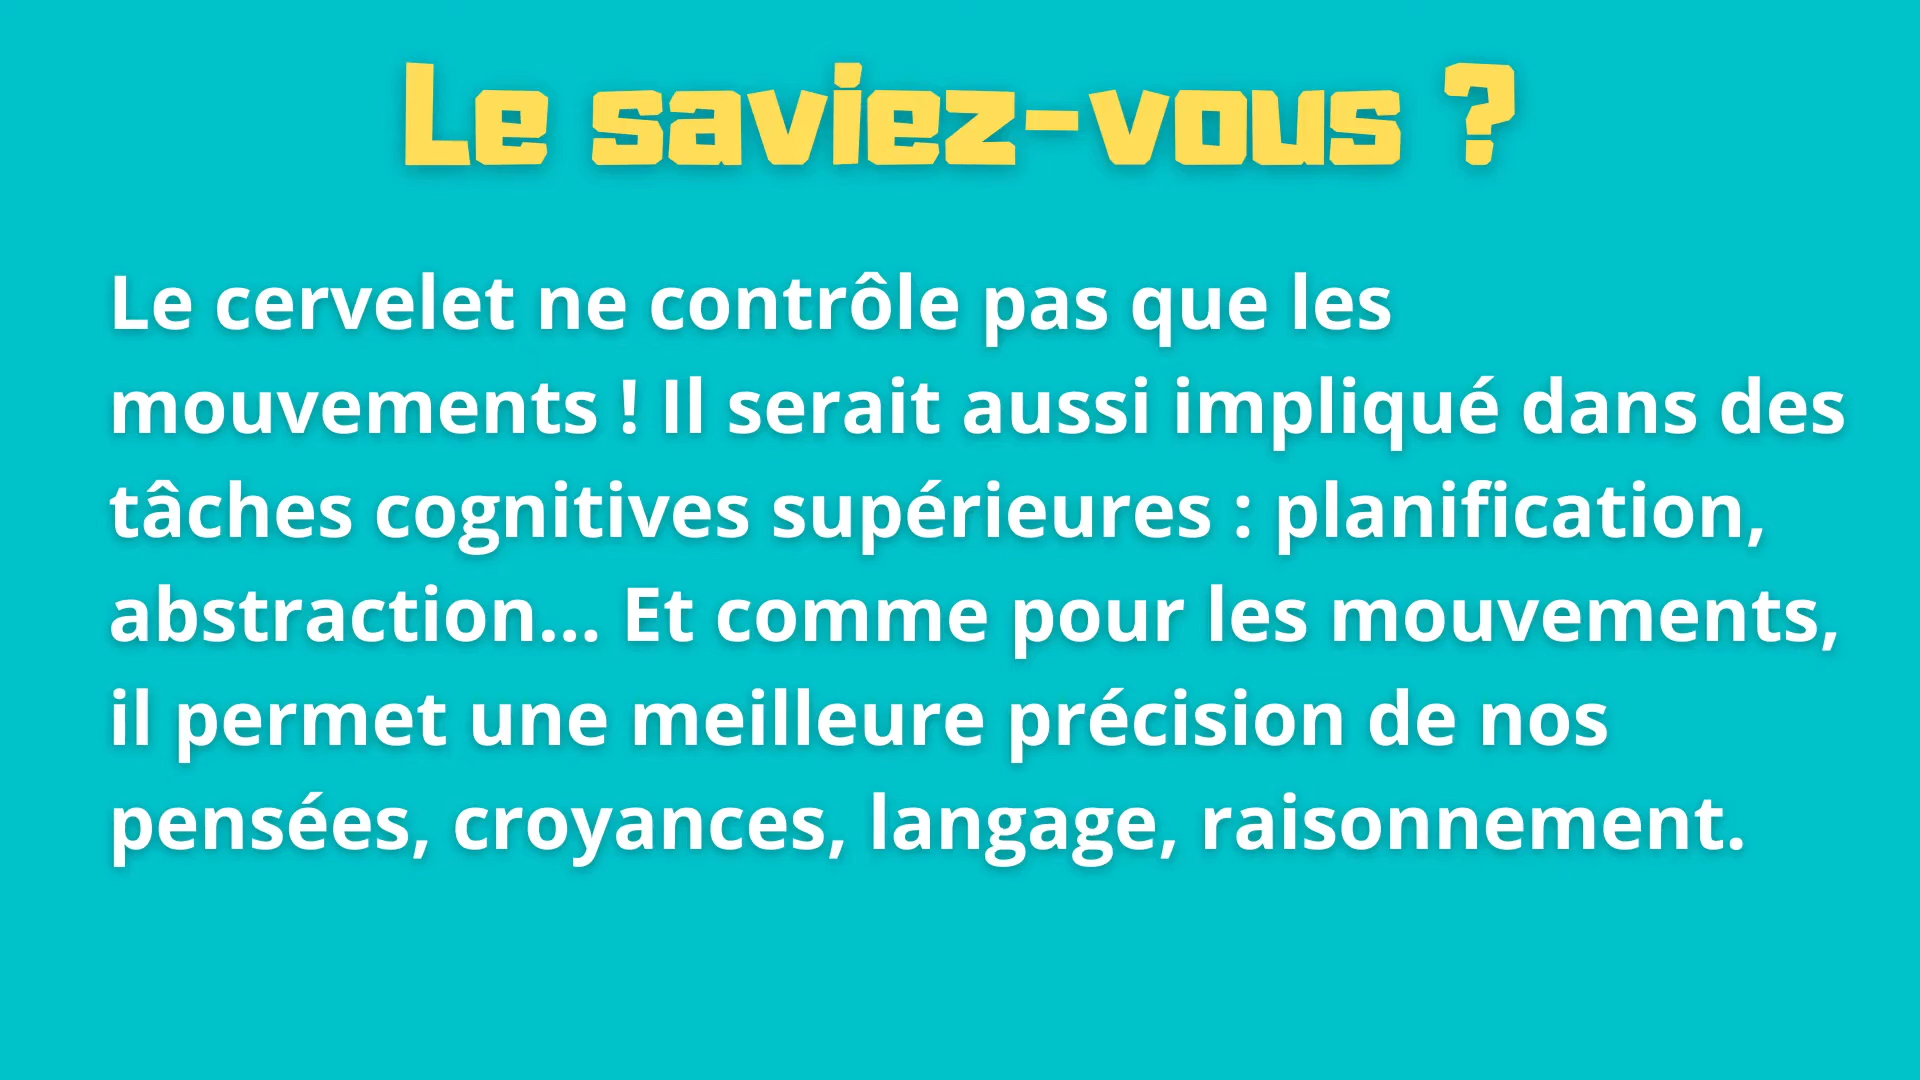 Le saviez-vous ?
Le cervelet ne contrôle pas que les
mouvements ! Il serait aussi impliqué dans des
tâches cognitives supérieures : planification,
abstraction... Et comme pour les mouvements,
il permet une meilleure précision de nos
pensées, croyances, langage, raisonnement.